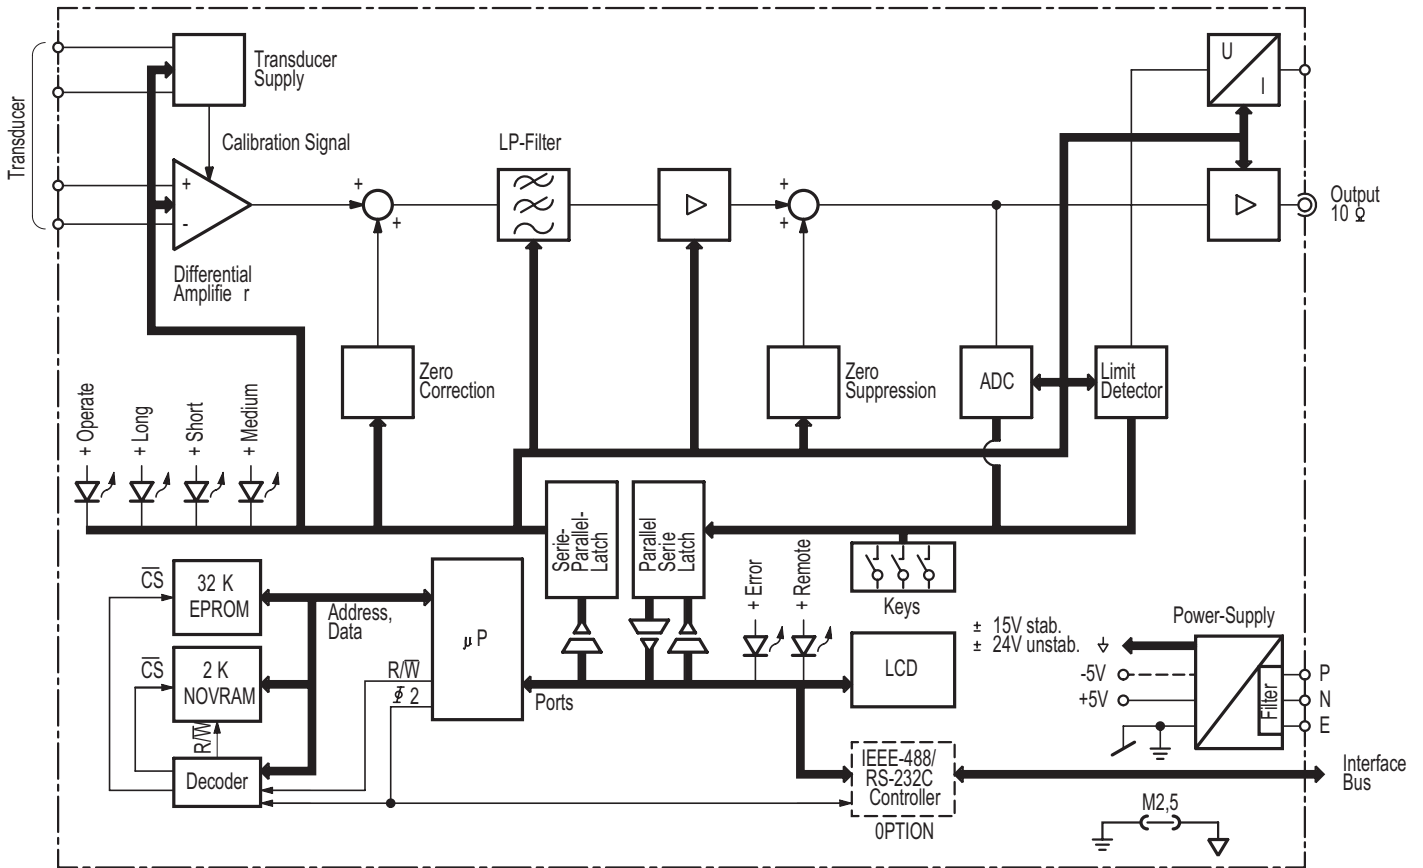 Transducer
Transducer
Supply
Calibration Signal
+
-
Differential
Amplifie r
+
+
LP-Filter
+
+
U
I
Output
10 Ω
Zero
Correction
Zero
Suppression
ADC
Limit
Detector
+ Operate
+ Long
+ Short
+ Medium
Serie-
Parallel-
Latch
Parallel
Serie
Latch
+ Error
+ Remote
Keys
CS
32 K
EPROM
Address,
Data
μP
CS
2 K
NOVRAM
R/W
R/W
Φ 2
Ports
Decoder
LCD
IEEE-488/
RS-232C
Controller
0PTION
± 15V stab.
± 24V unstab.
-5V
+5V
Power-Supply
Filter
P
N
E
Interface
Bus
M2,5